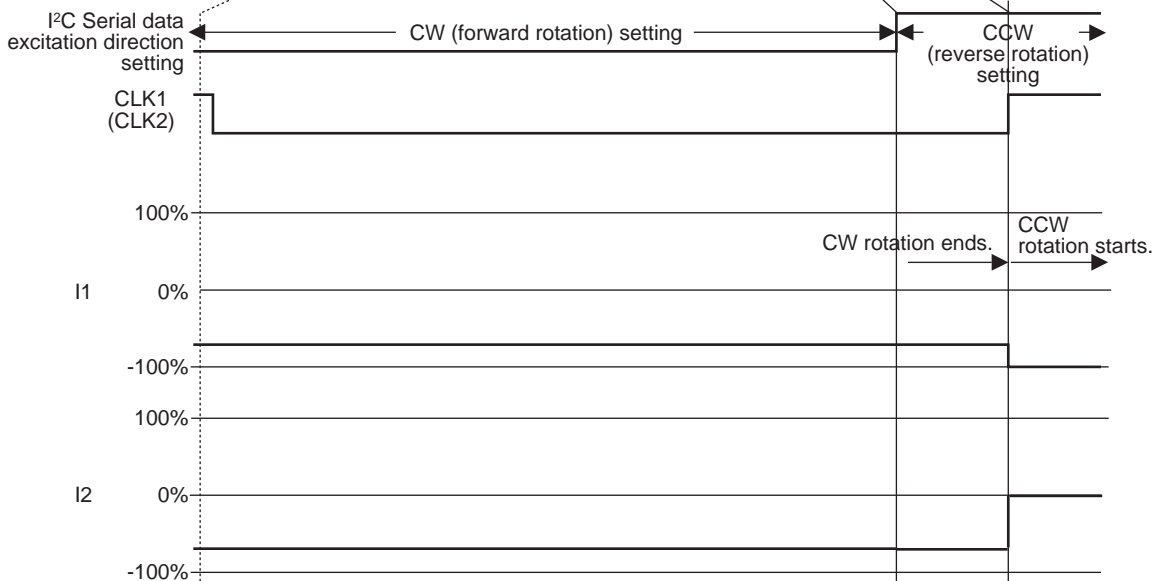 I²C Serial data
excitation direction
setting
CW (forward rotation) setting
CCW
(reverse rotation)
setting
CLK1
(CLK2)
100%
CW rotation ends.
CCW
rotation starts.
I1
0%
-100%
100%
I2
0%
-100%